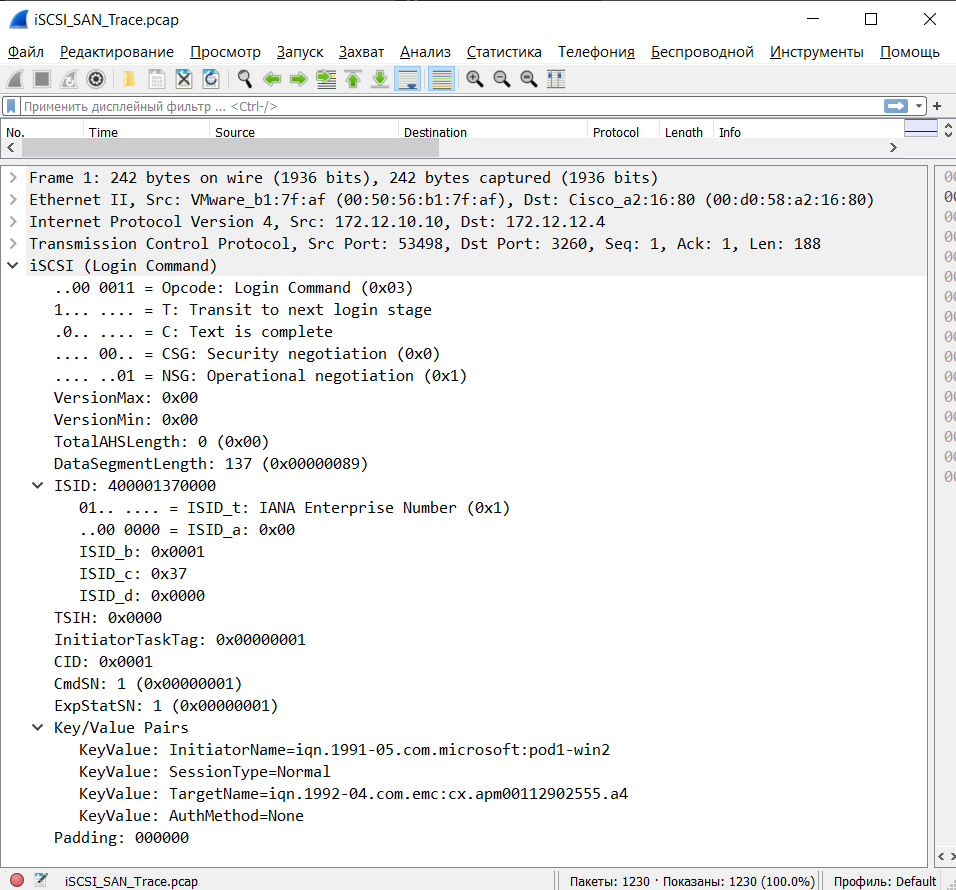 iSCSI_SAN_Trace.pcap
Файл Редактирование Просмотр Запуск Захват Анализ Статистика Телефония Беспроводной Инструменты Помощь
Применить дисплейный фильтр ... <Ctrl-/>
No. Time Source Destination Protocol Length Info
Frame 1: 242 bytes on wire (1936 bits), 242 bytes captured (1936 bits)
Ethernet II, Src: VMware_b1:7f:af (00:50:56:b1:7f:af), Dst: Cisco_a2:16:80 (00:d0:58:a2:16:80)
Internet Protocol Version 4, Src: 172.12.10.10, Dst: 172.12.12.4
Transmission Control Protocol, Src Port: 53498, Dst Port: 3260, Seq: 1, Ack: 1, Len: 188
iSCSI (Login Command)
..00 0011 = Opcode: Login Command (0x03)
1... .... = T: Transit to next login stage
.0.. .... = C: Text is complete
.... 00.. = CSG: Security negotiation (0x0)
.... ..01 = NSG: Operational negotiation (0x1)
VersionMax: 0x00
VersionMin: 0x00
TotalAHSLength: 0 (0x00)
DataSegmentLength: 137 (0x00000089)
ISID: 400001370000
01.. .... = ISID_t: IANA Enterprise Number (0x1)
..00 0000 = ISID_a: 0x00
ISID_b: 0x0001
ISID_c: 0x37
ISID_d: 0x0000
TSIH: 0x0000
InitiatorTaskTag: 0x00000001
CID: 0x0001
CmdSN: 1 (0x00000001)
ExpStatSN: 1 (0x00000001)
Key/Value Pairs
KeyValue: InitiatorName=iqn.1991-05.com.microsoft:pod1-win2
KeyValue: SessionType=Normal
KeyValue: TargetName=iqn.1992-04.com.emc:cx.apm00112902555.a4
KeyValue: AuthMethod=None
Padding: 000000
iSCSI_SAN_Trace.pcap
Пакеты: 1230 · Показаны: 1230 (100.0%)
Профиль: Default